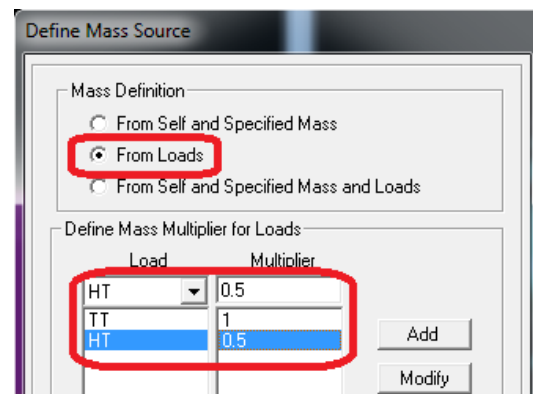 Define Mass Source
Mass Definition
From Self and Specified Mass
From Loads
From Self and Specified Mass and Loads
Define Mass Multiplier for Loads
Load Multiplier
HT 0.5
TT 1
HT 0.5
Add
Modify